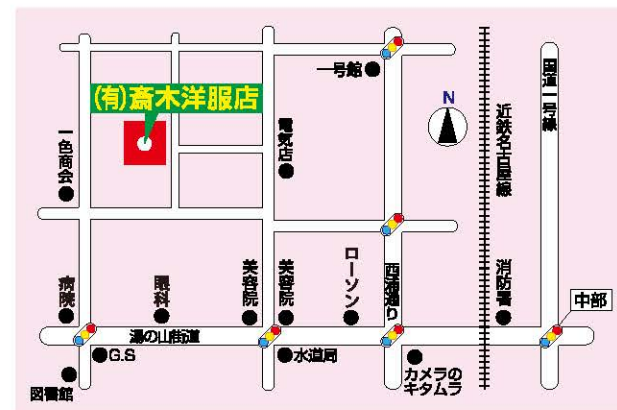 一号館
(有)斎木洋服店
N
国道一号線
近鉄名古屋線
電気店
一色商会
病院
眼科
美容院
美容院
ローソン
西浦通り
消防署
中部
湯の山街道
G.S
水道局
カメラの
キタムラ
図書館